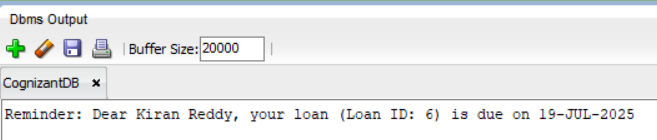 Dbms Output
Buffer Size: 20000
CognizantDB
Reminder: Dear Kiran Reddy, your loan (Loan ID: 6) is due on 19-JUL-2025